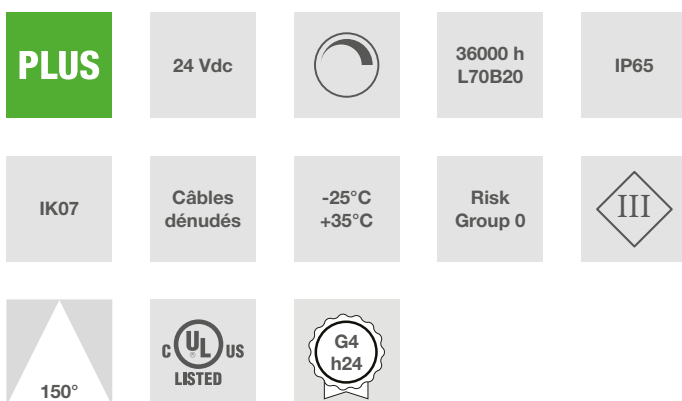 PLUS
24 Vdc
36000 h
L70B20
IP65
IK07
Câbles
dénudés
-25°C
+35°C
Risk
Group 0
III
150°
C UL ® US
LISTED
G4
h24